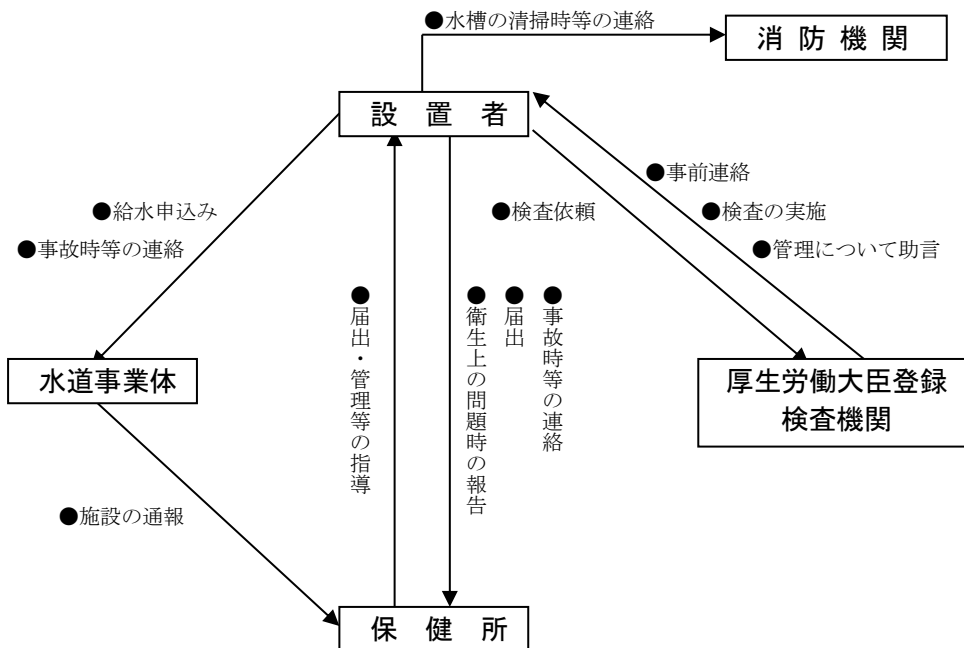 ●水槽の清掃時等の連絡
消防機関
設置者
●事前連絡
●給水申込み
●検査依頼
●検査の実施
●事故時等の連絡
●管理について助言
●事故時等の連絡
●届出
●衛生上の問題時の報告
●届出・管理等の指導
水道事業体
厚生労働大臣登録
検査機関
●施設の通報
保健所